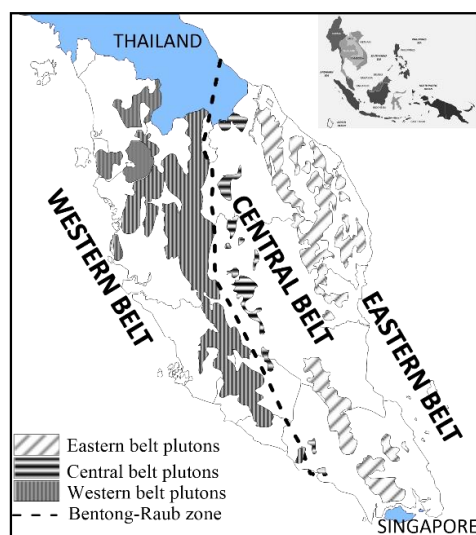 THAILAND
WESTERN BELT
CENTRAL BELT
EASTERN BELT
Eastern belt plutons
Central belt plutons
Western belt plutons
Bentong-Raub zone
SINGAPORE